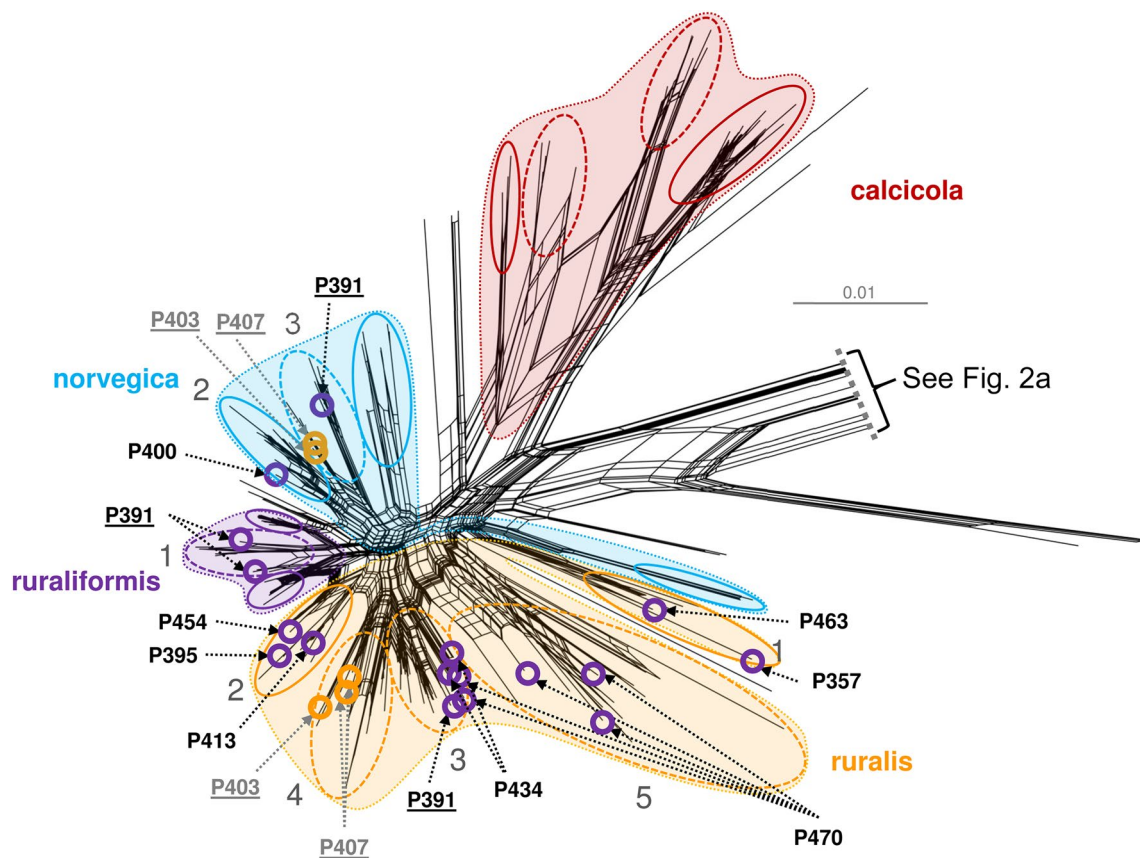 calcicola
P391
0.01
P403
P407
3
norvegica
2
See Fig. 2a
P400
P391
1
ruraliformis
P454
P463
1
P395
P357
2
P413
3
ruralis
P403
4
P391
P434
5
P470
P407